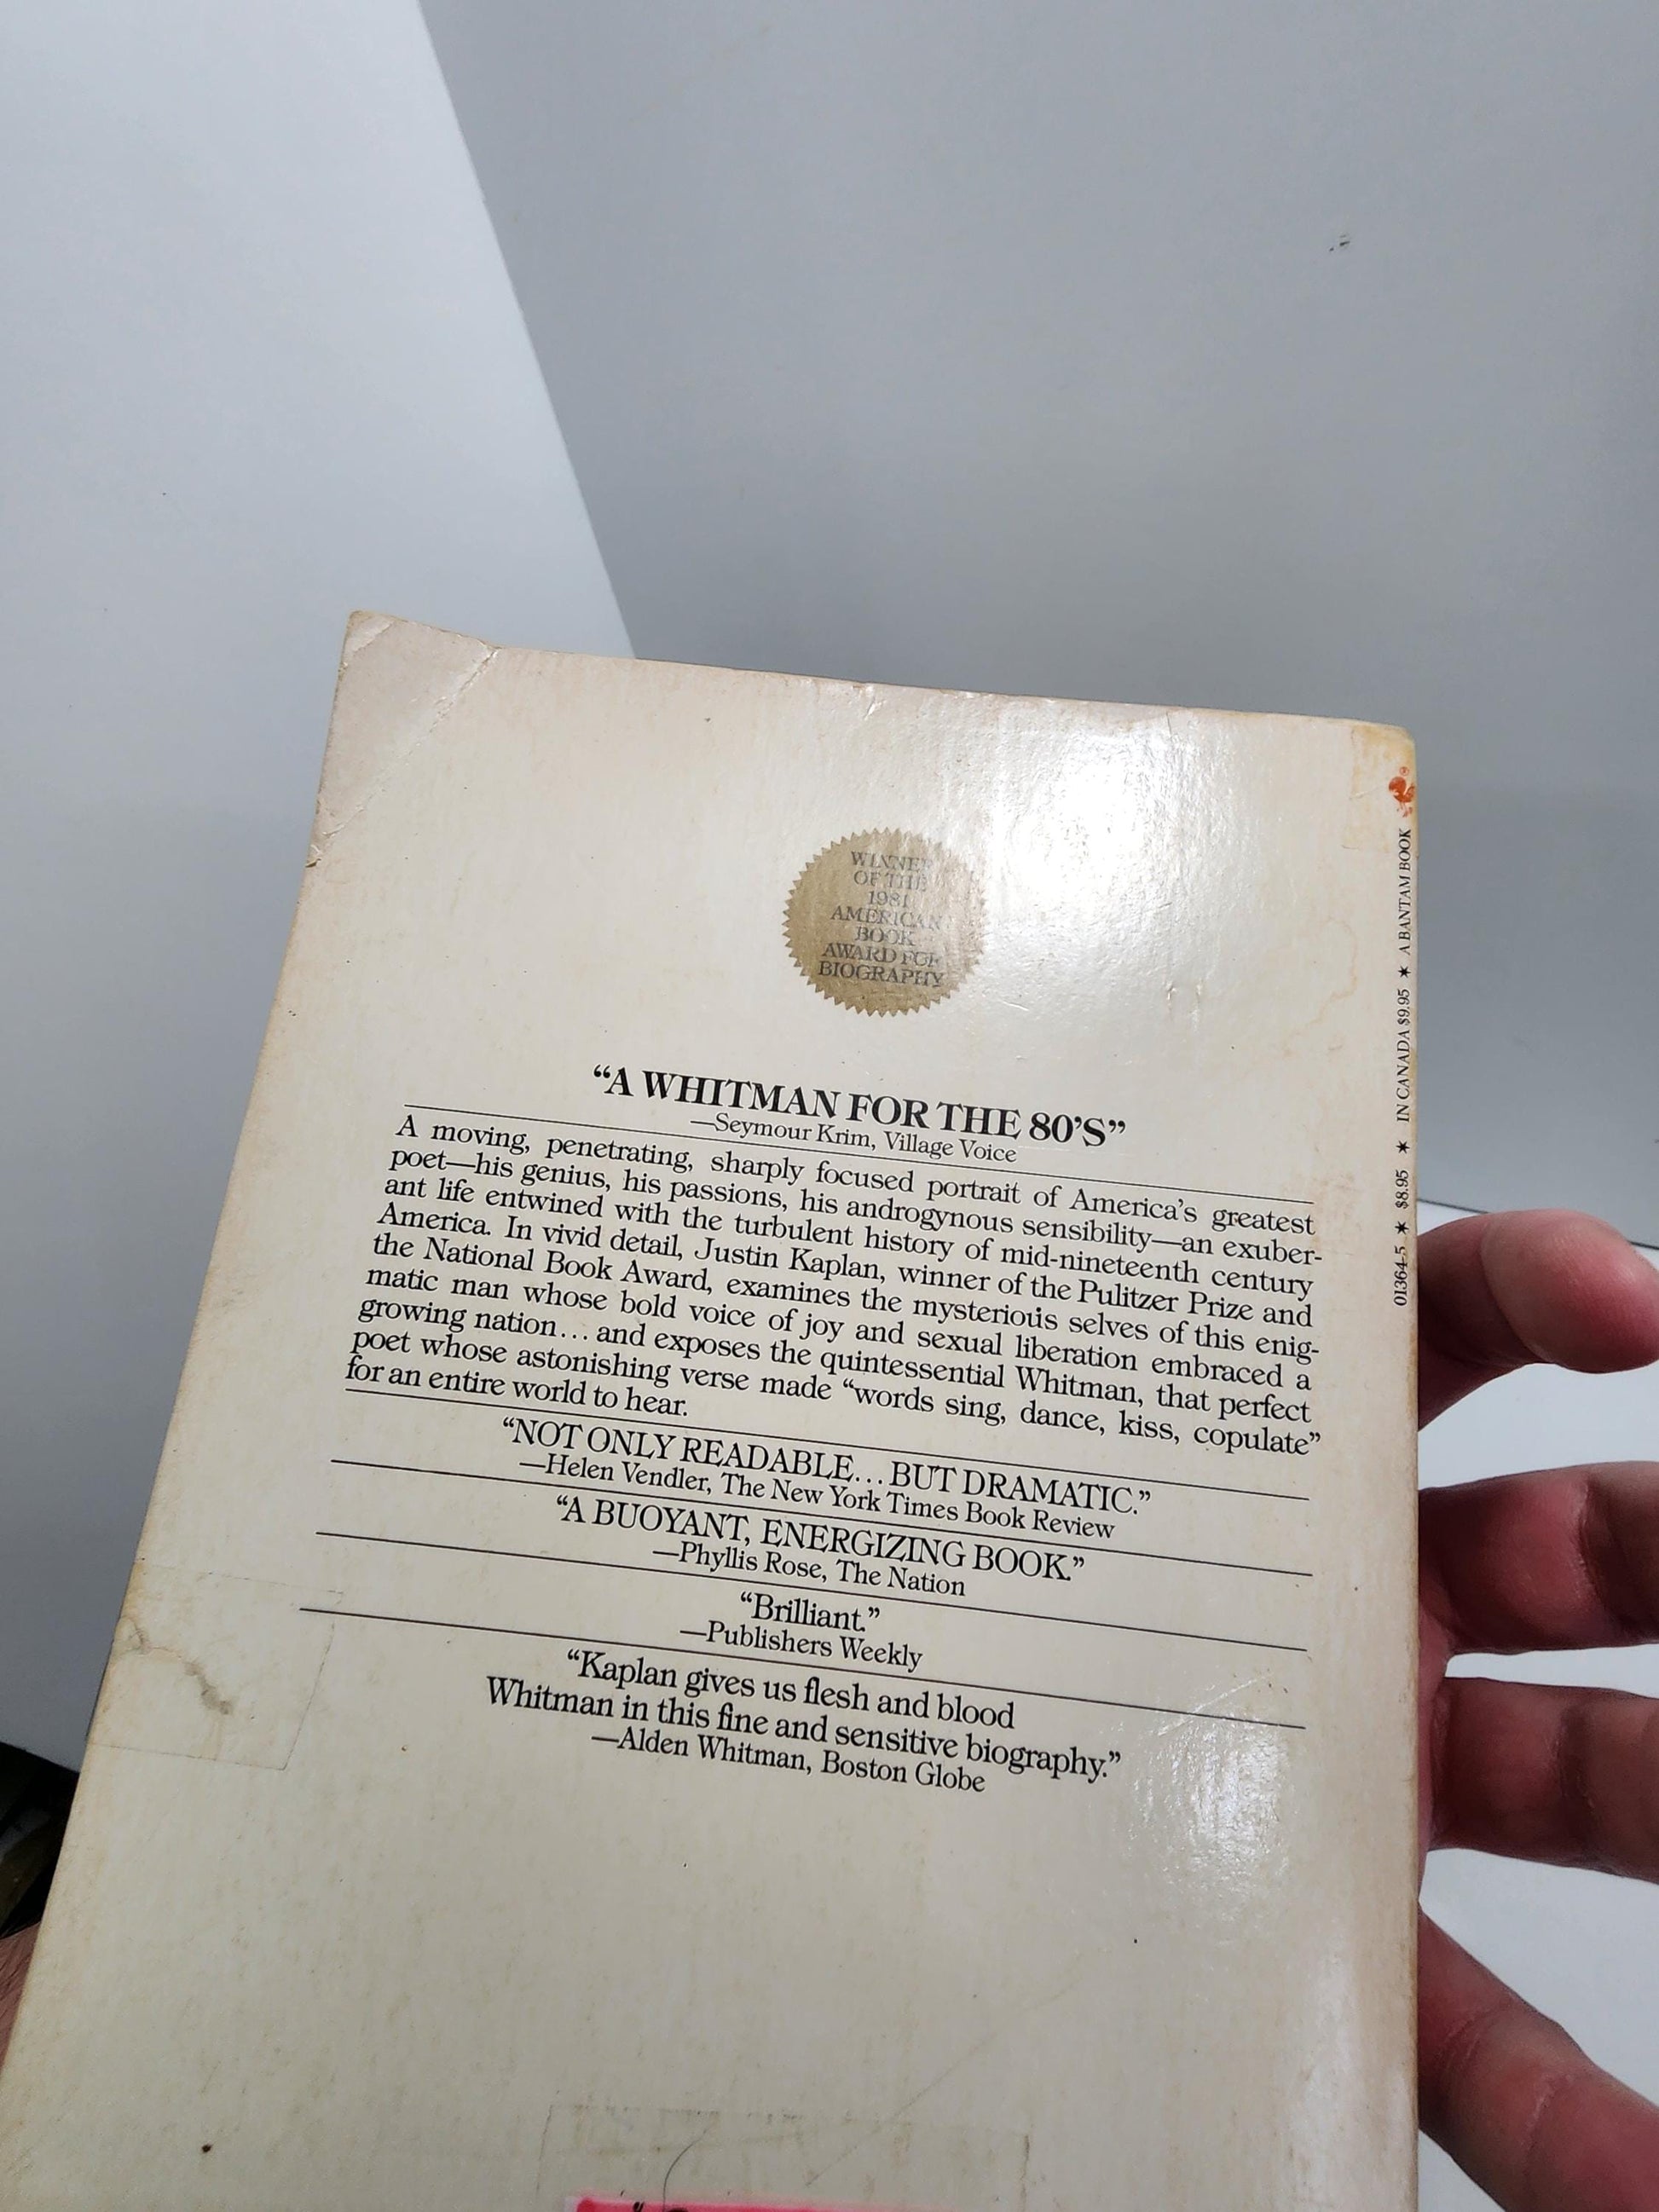 WINNER
OF THE
1981
AMERICAN
BOOK
AWARD FOR
BIOGRAPHY
“A WHITMAN FOR THE 80’S”
—Seymour Krim, Village Voice
A moving, penetrating, sharply focused portrait of America’s greatest
poet—his genius, his passions, his androgynous sensibility—an exuber-
ant life entwined with the turbulent history of mid-nineteenth century
America. In vivid detail, Justin Kaplan, winner of the Pulitzer Prize and
the National Book Award, examines the mysterious selves of this enig-
matic man whose bold voice of joy and sexual liberation embraced a
growing nation...and exposes the quintessential Whitman, that perfect
poet whose astonishing verse made “words sing, dance, kiss, copulate”
for an entire world to hear.
“NOT ONLY READABLE...BUT DRAMATIC.”
—Helen Vendler, The New York Times Book Review
“A BUOYANT, ENERGIZING BOOK.”
—Phyllis Rose, The Nation
“Brilliant.”
—Publishers Weekly
“Kaplan gives us flesh and blood
Whitman in this fine and sensitive biography.”
—Alden Whitman, Boston Globe
01364-5 ★ $8.95 ★ IN CANADA $9.95 ★ A BANTAM BOOK